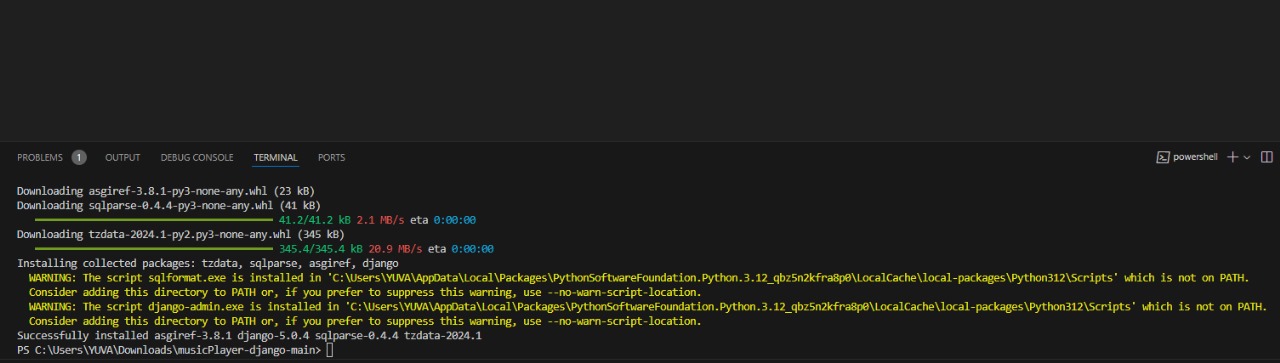 PROBLEMS 1 OUTPUT DEBUG CONSOLE TERMINAL PORTS powershell
Downloading asgiref-3.8.1-py3-none-any.whl (23 kB)
Downloading sqlparse-0.4.4-py3-none-any.whl (41 kB)
41.2/41.2 kB 2.1 MB/s eta 0:00:00
Downloading tzdata-2024.1-py2.py3-none-any.whl (345 kB)
345.4/345.4 kB 20.9 MB/s eta 0:00:00
Installing collected packages: tzdata, sqlparse, asgiref, django
WARNING: The script sqlformat.exe is installed in 'C:\Users\YUVA\AppData\Local\Packages\PythonSoftwareFoundation.Python.3.12_qbz5n2kfra8p0\LocalCache\local-packages\Python312\Scripts' which is not on PATH.
Consider adding this directory to PATH or, if you prefer to suppress this warning, use --no-warn-script-location.
WARNING: The script django-admin.exe is installed in 'C:\Users\YUVA\AppData\Local\Packages\PythonSoftwareFoundation.Python.3.12_qbz5n2kfra8p0\LocalCache\local-packages\Python312\Scripts' which is not on PATH.
Consider adding this directory to PATH or, if you prefer to suppress this warning, use --no-warn-script-location.
Successfully installed asgiref-3.8.1 django-5.0.4 sqlparse-0.4.4 tzdata-2024.1
PS C:\Users\YUVA\Downloads\musicPlayer-django-main>